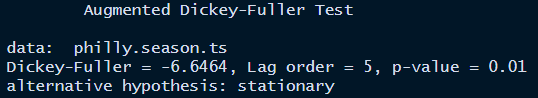 Augmented Dickey-Fuller Test
data:  philly.season.ts
Dickey-Fuller = -6.6464, Lag order = 5, p-value = 0.01
alternative hypothesis: stationary